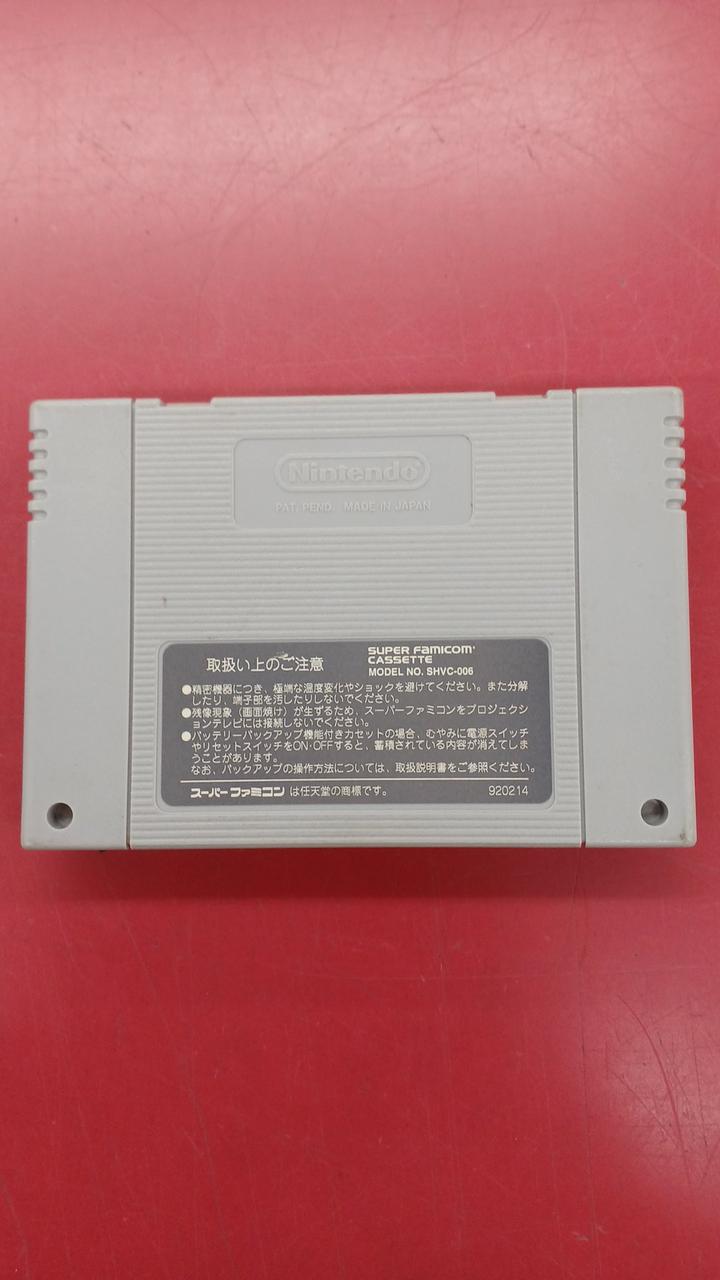 Nintendo
PAT. PEND. MADE IN JAPAN
取扱い上のご注意
SUPER FAMICOM
CASSETTE
MODEL NO. SHVC-006
●精密機器につき、極端な温度変化やショックを避けてください。また分解
したり、端子部を汚したりしないでください。
●残像現象(画面焼け)が生ずるため、スーパーファミコンをプロジェクシ
ョンテレビには接続しないでください。
●バッテリーバックアップ機能付きカセットの場合、むやみに電源スイッチ
やリセットスイッチをON・OFFすると、蓄積されている内容が消えてしま
うことがあります。
なお、バックアップの操作方法については、取扱説明書をご参照ください。
スーパーファミコン は任天堂の商標です。
920214